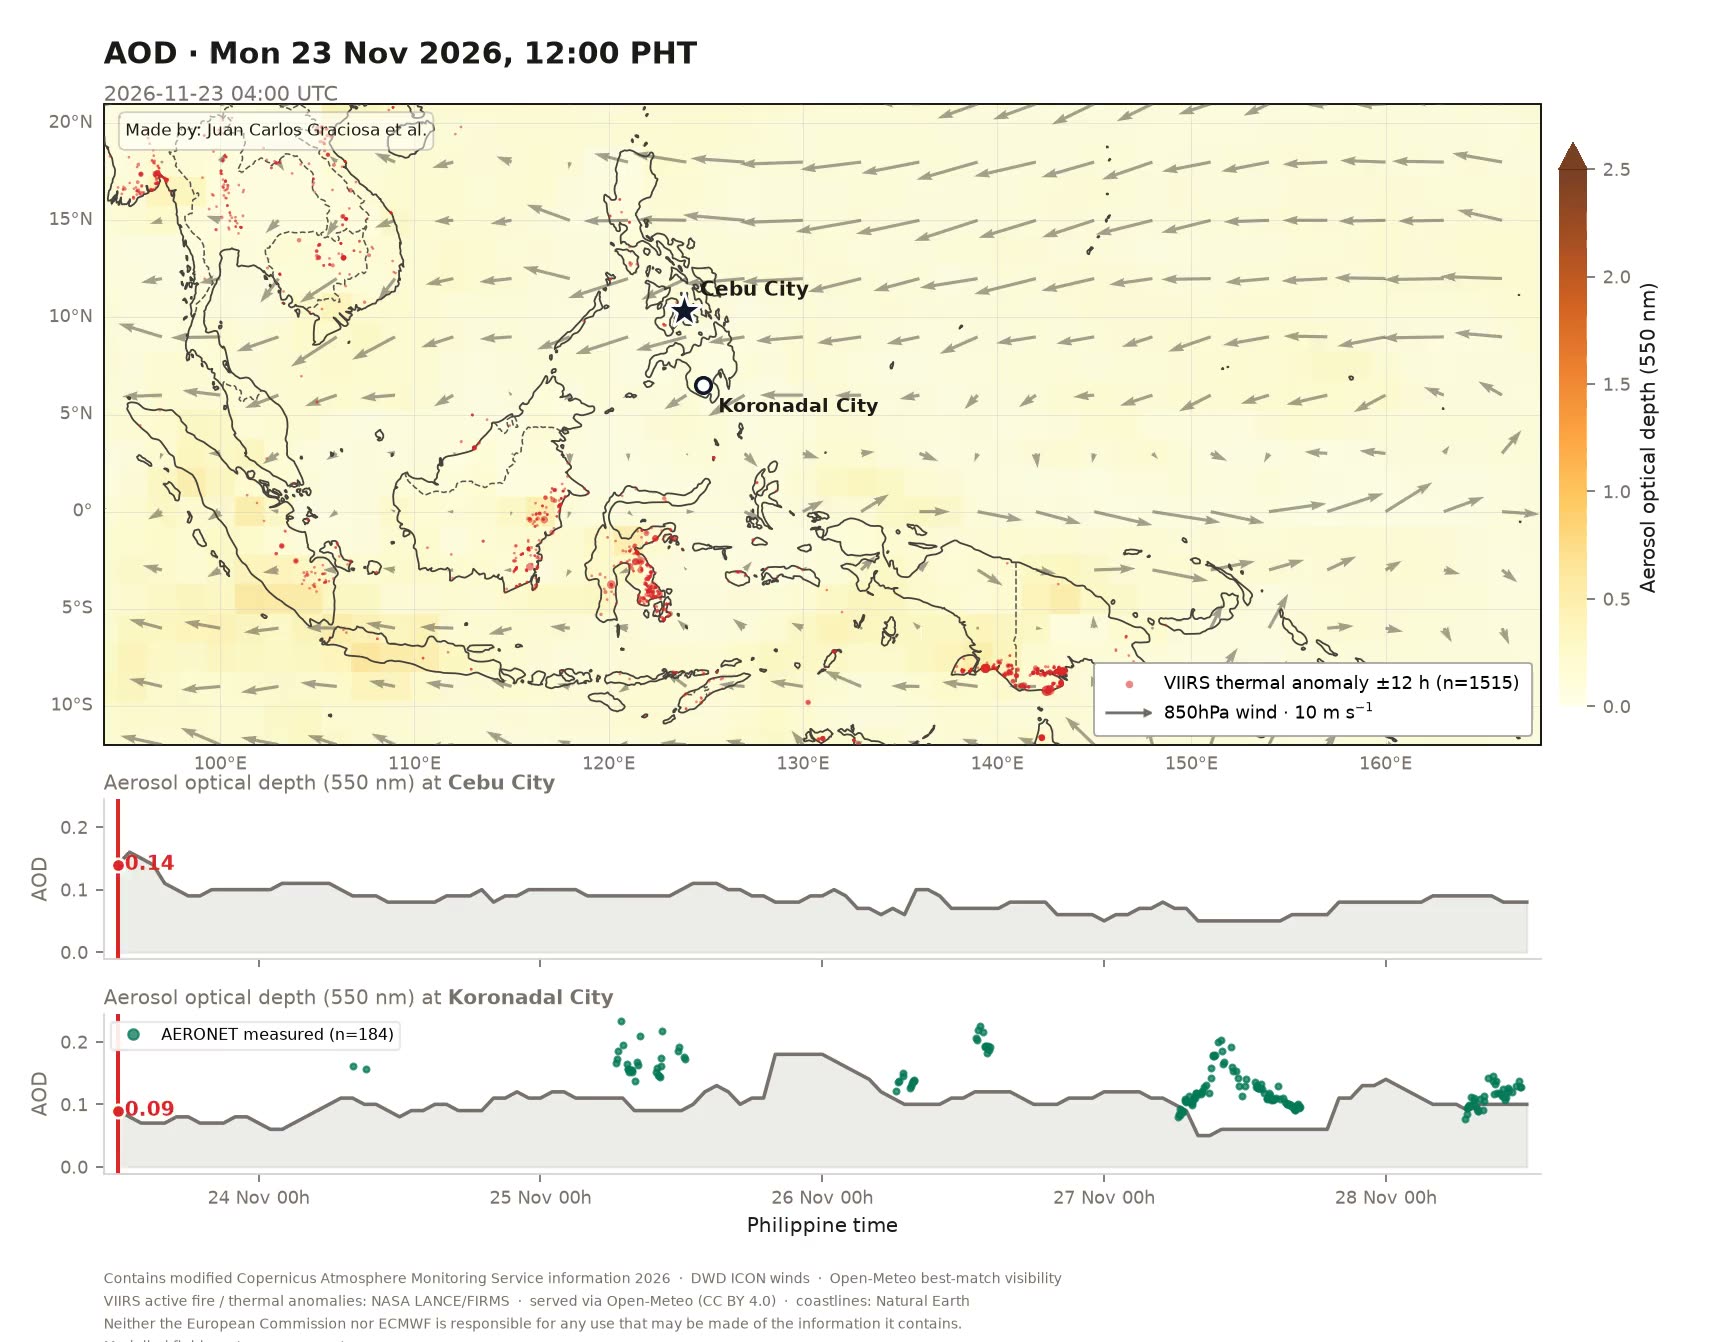 AOD · Mon 23 Nov 2026, 12:00 PHT
2026-11-23 04:00 UTC
Made by: Juan Carlos Graciosa et al.
20°N
15°N
10°N
5°N
0°
5°S
10°S
Cebu City
Koronadal City
VIIRS thermal anomaly ±12 h (n=1515)
850hPa wind · 10 m s⁻¹
100°E 110°E 120°E 130°E 140°E 150°E 160°E
2.5
2.0
1.5
1.0
0.5
0.0
Aerosol optical depth (550 nm)
Aerosol optical depth (550 nm) at Cebu City
AOD
0.2
0.1
0.0
0.14
Aerosol optical depth (550 nm) at Koronadal City
AERONET measured (n=184)
AOD
0.2
0.1
0.0
0.09
24 Nov 00h 25 Nov 00h 26 Nov 00h 27 Nov 00h 28 Nov 00h
Philippine time
Contains modified Copernicus Atmosphere Monitoring Service information 2026 · DWD ICON winds · Open-Meteo best-match visibility
VIIRS active fire / thermal anomalies: NASA LANCE/FIRMS · served via Open-Meteo (CC BY 4.0) · coastlines: Natural Earth
Neither the European Commission nor ECMWF is responsible for any use that may be made of the information it contains.